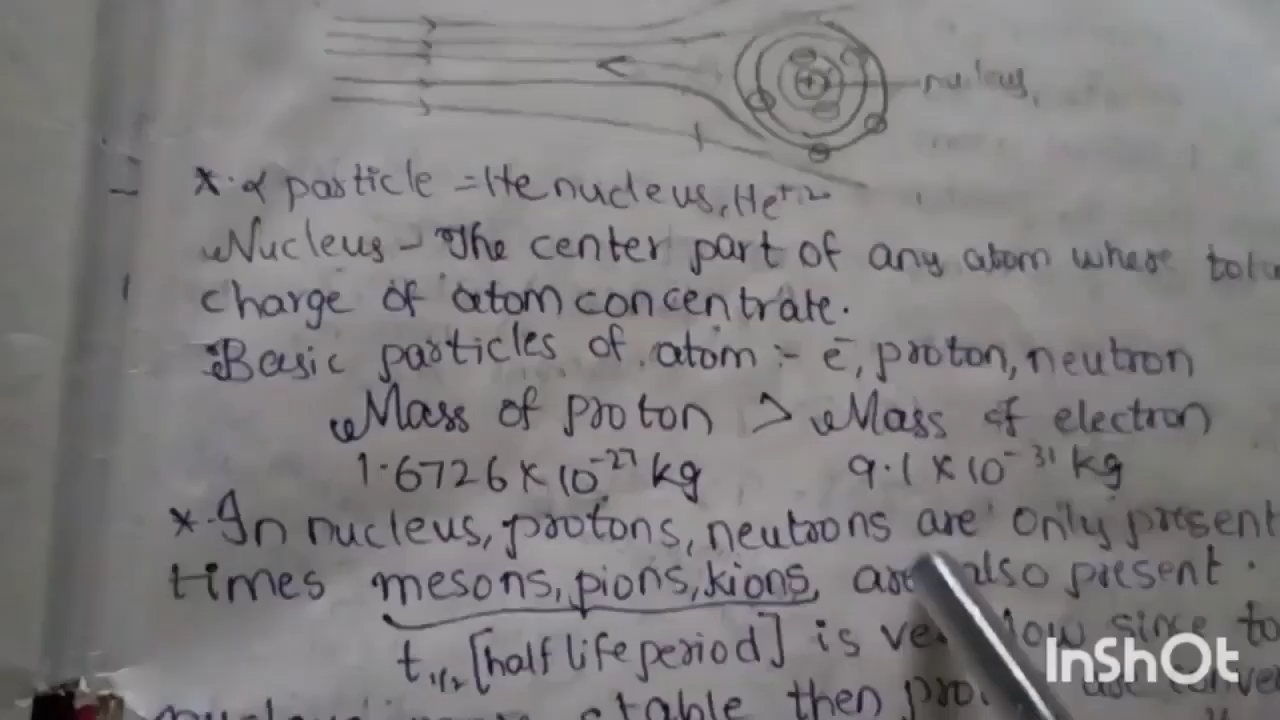 nucleus,
*. α particle = He nucleus, He⁺²
Nucleus - The center part of any atom where
charge of atom concentrate.
Basic particles of atom :- e⁻, proton, neutron
Mass of proton > Mass of electron
1.6726 × 10⁻²⁷ kg 9.1 × 10⁻³¹ kg
*. In nucleus, protons, neutrons are only present
times mesons, pions, kions, are also present.
t₁/₂ [half life period] is low since
InShOt
stable then